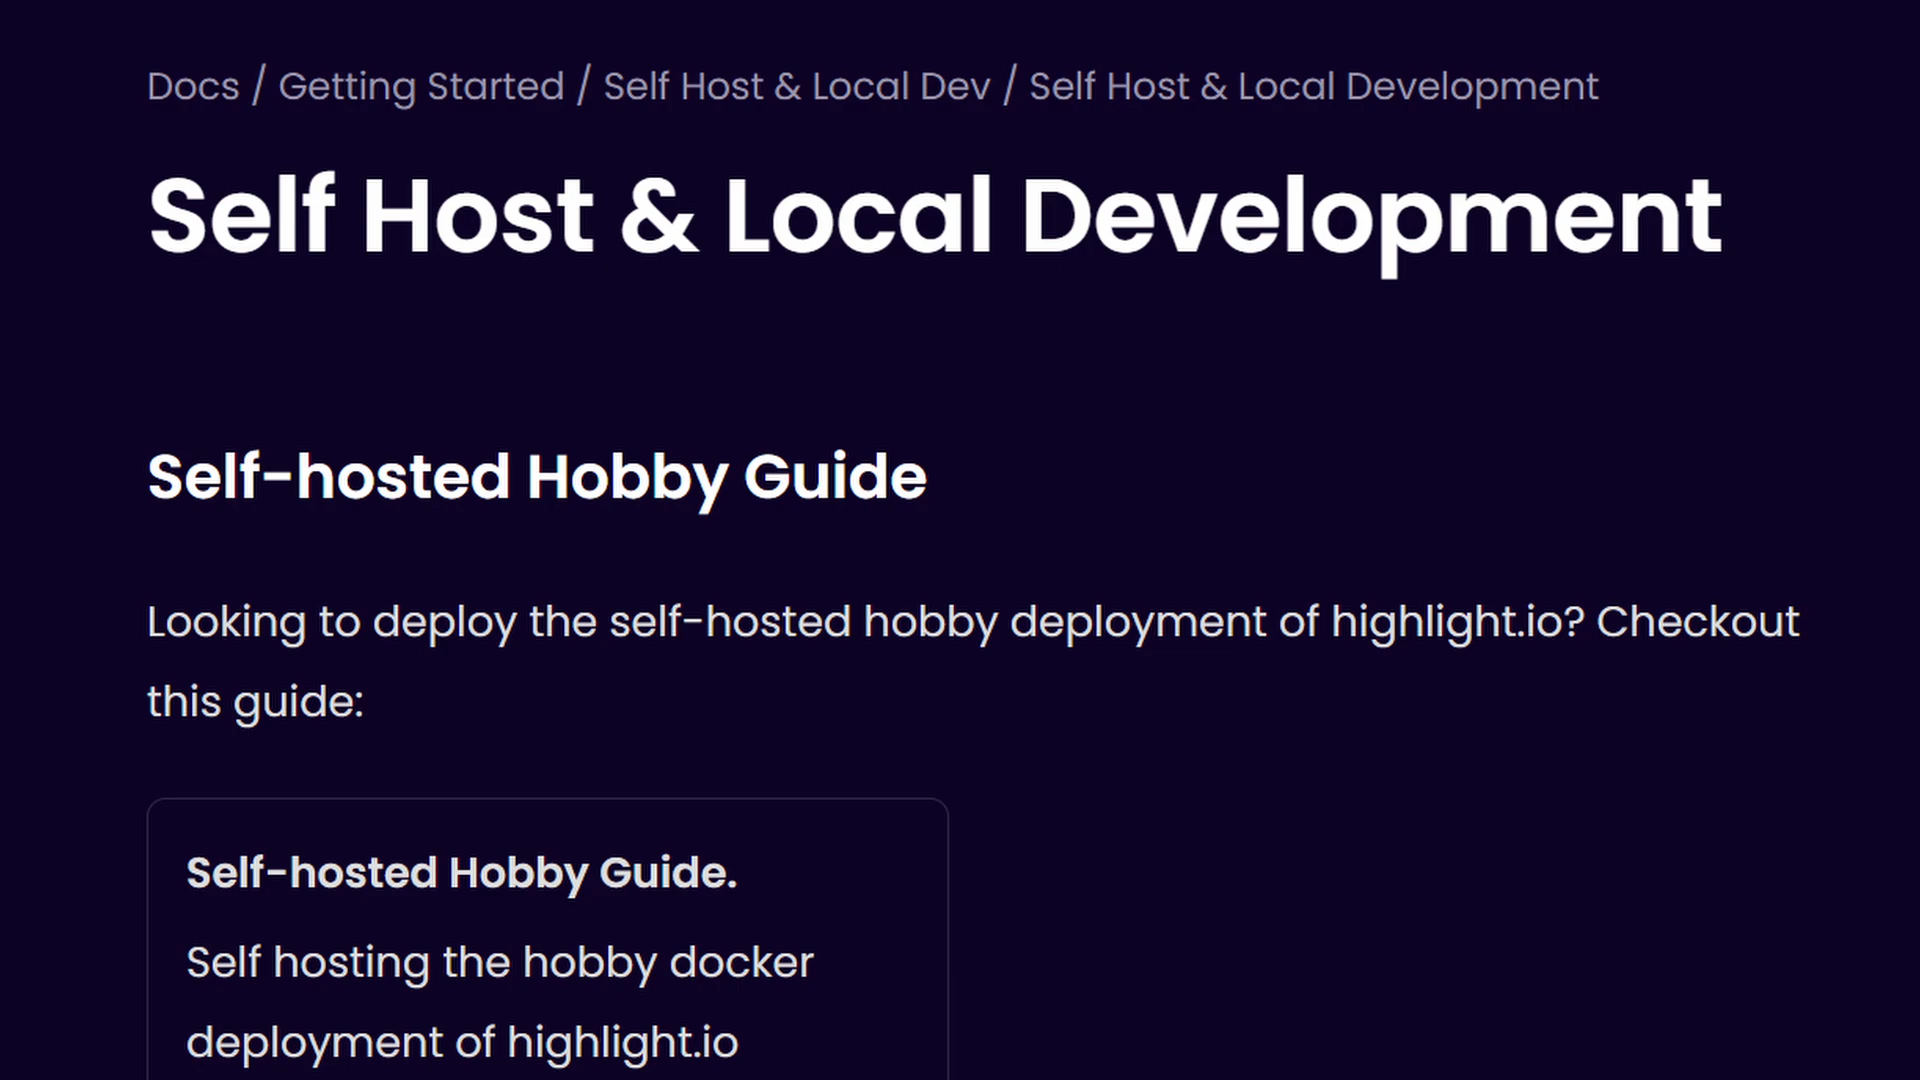 Docs / Getting Started / Self Host & Local Dev / Self Host & Local Development
Self Host & Local Development
Self-hosted Hobby Guide
Looking to deploy the self-hosted hobby deployment of highlight.io? Checkout
this guide:
Self-hosted Hobby Guide.
Self hosting the hobby docker
deployment of highlight.io